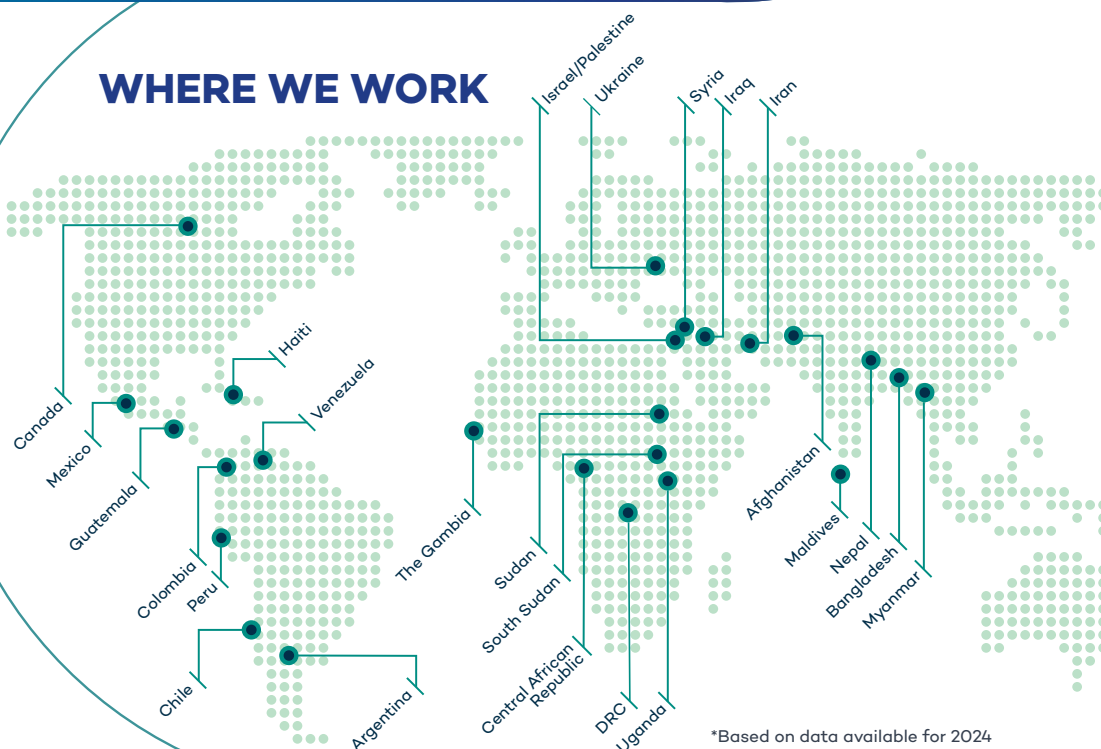 WHERE WE WORK
Israel/Palestine
Ukraine
Syria
Iraq
Iran
Canada
Mexico
Guatemala
Haiti
Venezuela
Colombia
Peru
Chile
Argentina
The Gambia
Sudan
South Sudan
Central African
Republic
DRC
Uganda
Afghanistan
Maldives
Nepal
Bangladesh
Myanmar
*Based on data available for 2024